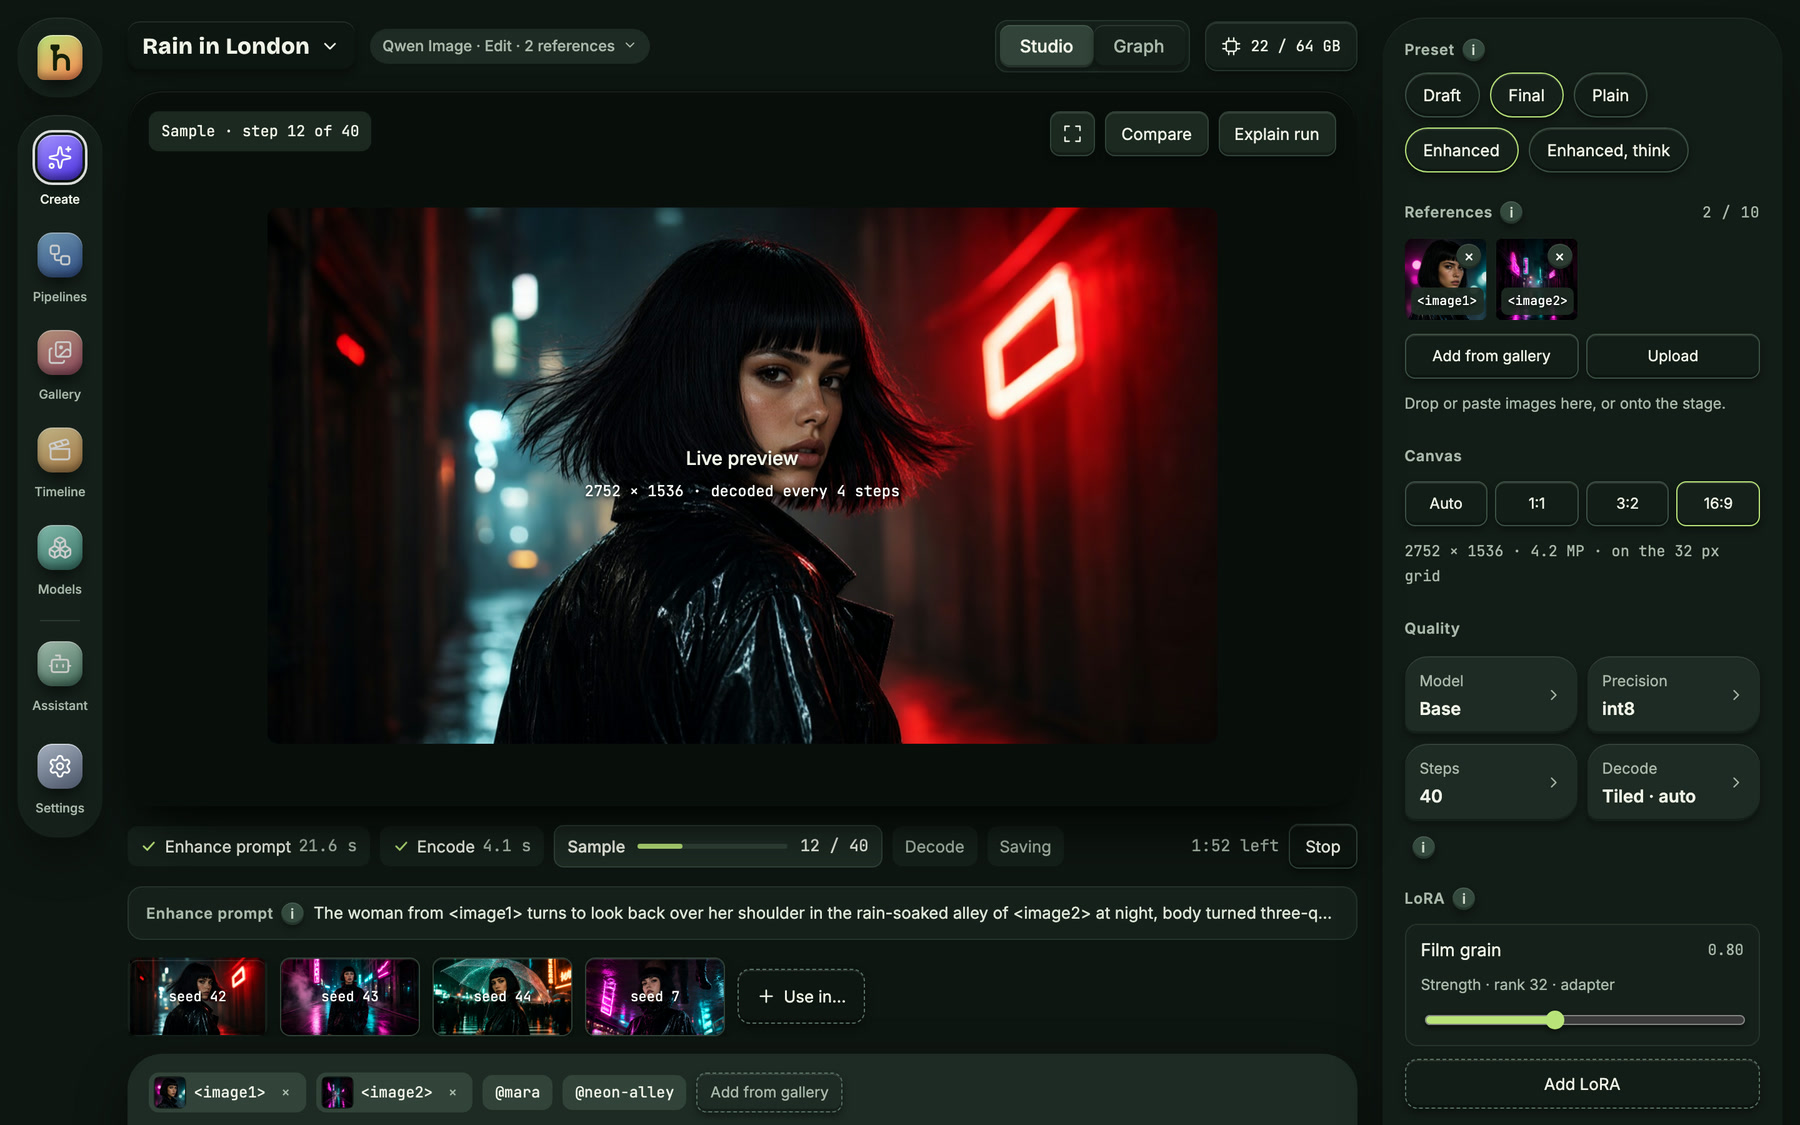 Rain in London
Qwen Image · Edit · 2 references
Studio
Graph
22 / 64 GB
Create
Pipelines
Gallery
Timeline
Models
Assistant
Settings
Sample · step 12 of 40
Compare
Explain run
Live preview
2752 × 1536 · decoded every 4 steps
Enhance prompt 21.6 s
Encode 4.1 s
Sample 12 / 40
Decode
Saving
1:52 left
Stop
Enhance prompt i The woman from <image1> turns to look back over her shoulder in the rain-soaked alley of <image2> at night, body turned three-q...
seed 42
seed 43
seed 44
seed 7
+ Use in...
<image1> ×
<image2> ×
@mara
@neon-alley
Add from gallery
Preset i
Draft
Final
Plain
Enhanced
Enhanced, think
References i 2 / 10
<image1>
<image2>
Add from gallery
Upload
Drop or paste images here, or onto the stage.
Canvas
Auto
1:1
3:2
16:9
2752 × 1536 · 4.2 MP · on the 32 px
grid
Quality
Model
Base
Precision
int8
Steps
40
Decode
Tiled · auto
i
LoRA i
Film grain 0.80
Strength · rank 32 · adapter
Add LoRA